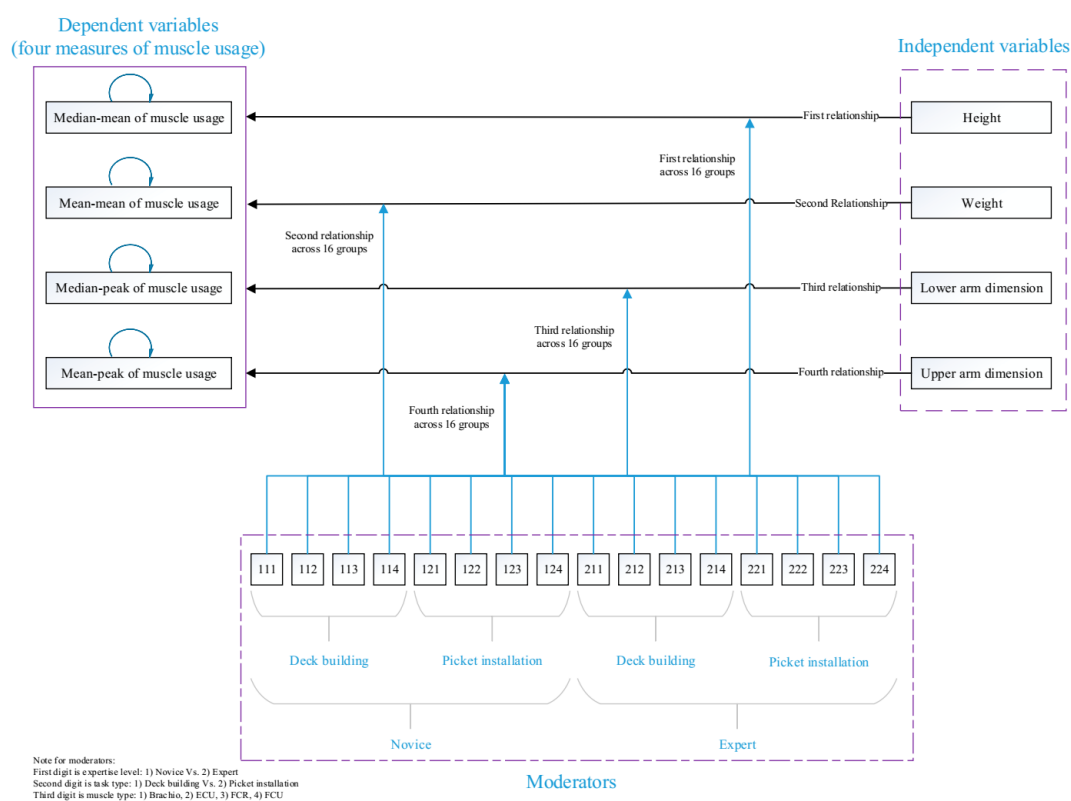 Dependent variables
(four measures of muscle usage)
Independent variables
Median-mean of muscle usage
First relationship
Height
First relationship
across 16 groups
Mean-mean of muscle usage
Second Relationship
Weight
Second relationship
across 16 groups
Median-peak of muscle usage
Third relationship
Lower arm dimension
Third relationship
across 16 groups
Mean-peak of muscle usage
Fourth relationship
Upper arm dimension
Fourth relationship
across 16 groups
111 112 113 114 121 122 123 124 211 212 213 214 221 222 223 224
Deck building Picket installation Deck building Picket installation
Novice Expert
Moderators
Note for moderators:
First digit is expertise level: 1) Novice Vs. 2) Expert
Second digit is task type: 1) Deck building Vs. 2) Picket installation
Third digit is muscle type: 1) Brachio, 2) ECU, 3) FCR, 4) FCU